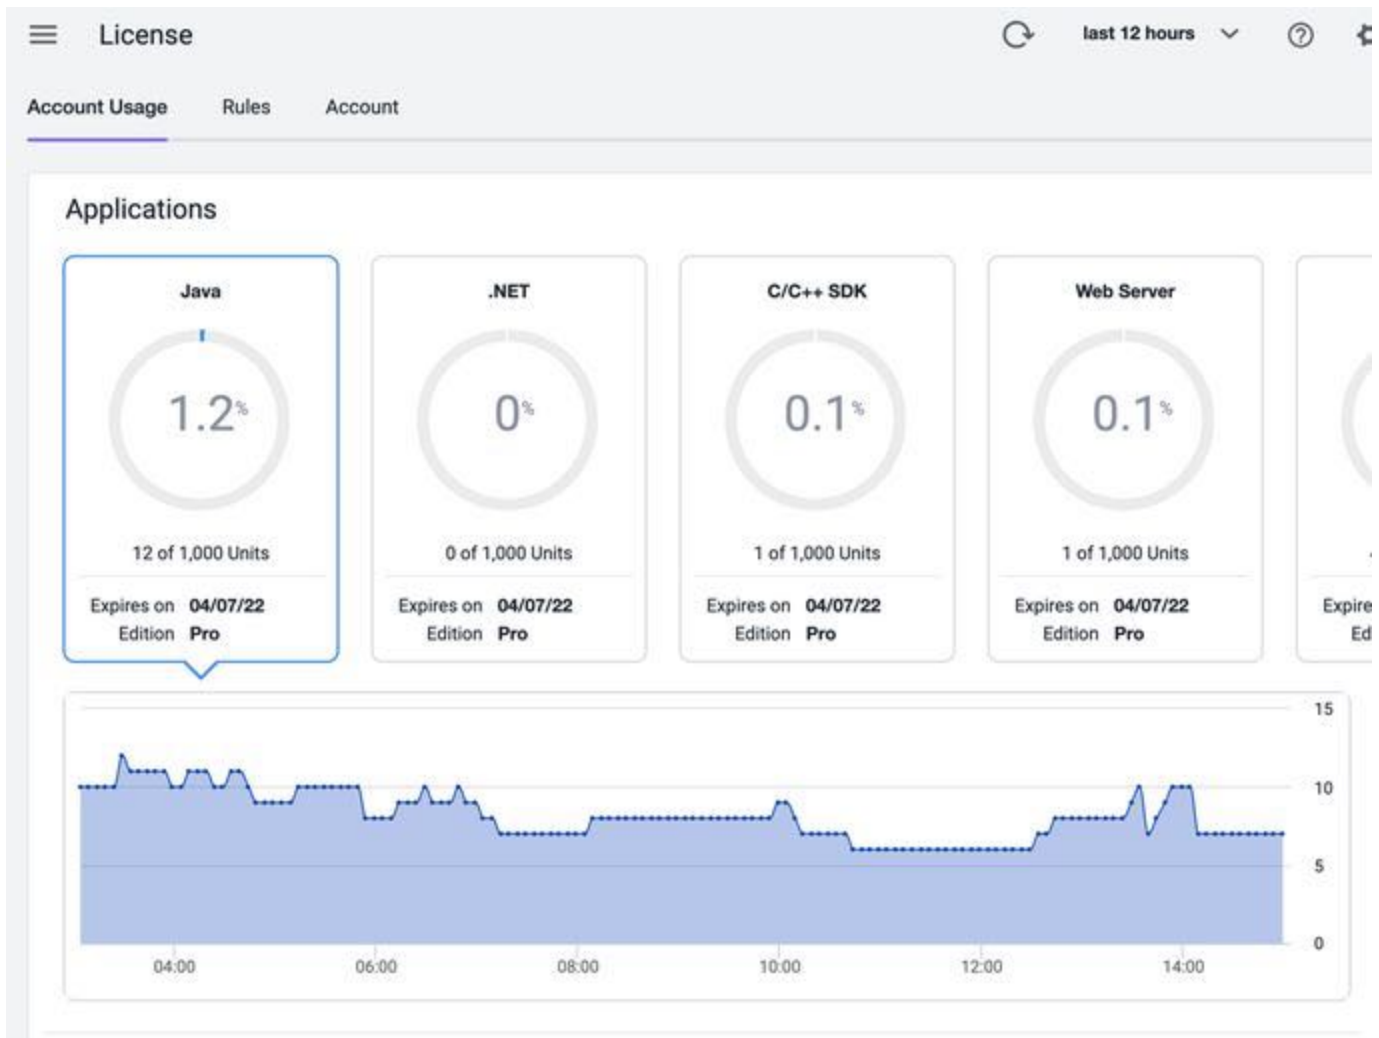 License
last 12 hours
Account Usage Rules Account
Applications
Java
1.2%
12 of 1,000 Units
Expires on 04/07/22
Edition Pro
.NET
0%
0 of 1,000 Units
Expires on 04/07/22
Edition Pro
C/C++ SDK
0.1%
1 of 1,000 Units
Expires on 04/07/22
Edition Pro
Web Server
0.1%
1 of 1,000 Units
Expires on 04/07/22
Edition Pro
15
10
5
0
04:00 06:00 08:00 10:00 12:00 14:00